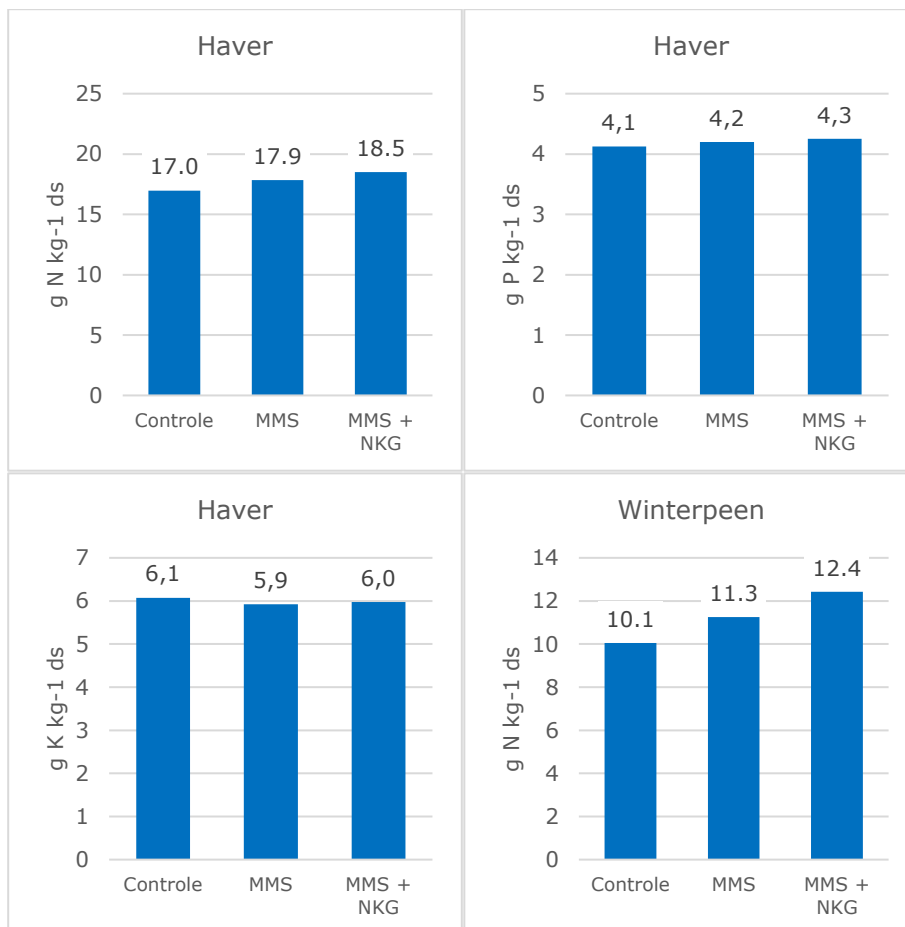 Haver
g N kg-1 ds
25
20
15
10
5
0
17.0
17.9
18.5
Controle
MMS
MMS +
NKG
Haver
g P kg-1 ds
5
4
3
2
1
0
4,1
4,2
4,3
Controle
MMS
MMS +
NKG
Haver
g K kg-1 ds
7
6
5
4
3
2
1
0
6,1
5,9
6,0
Controle
MMS
MMS +
NKG
Winterpeen
g N kg-1 ds
14
12
10
8
6
4
2
0
10.1
11.3
12.4
Controle
MMS
MMS +
NKG